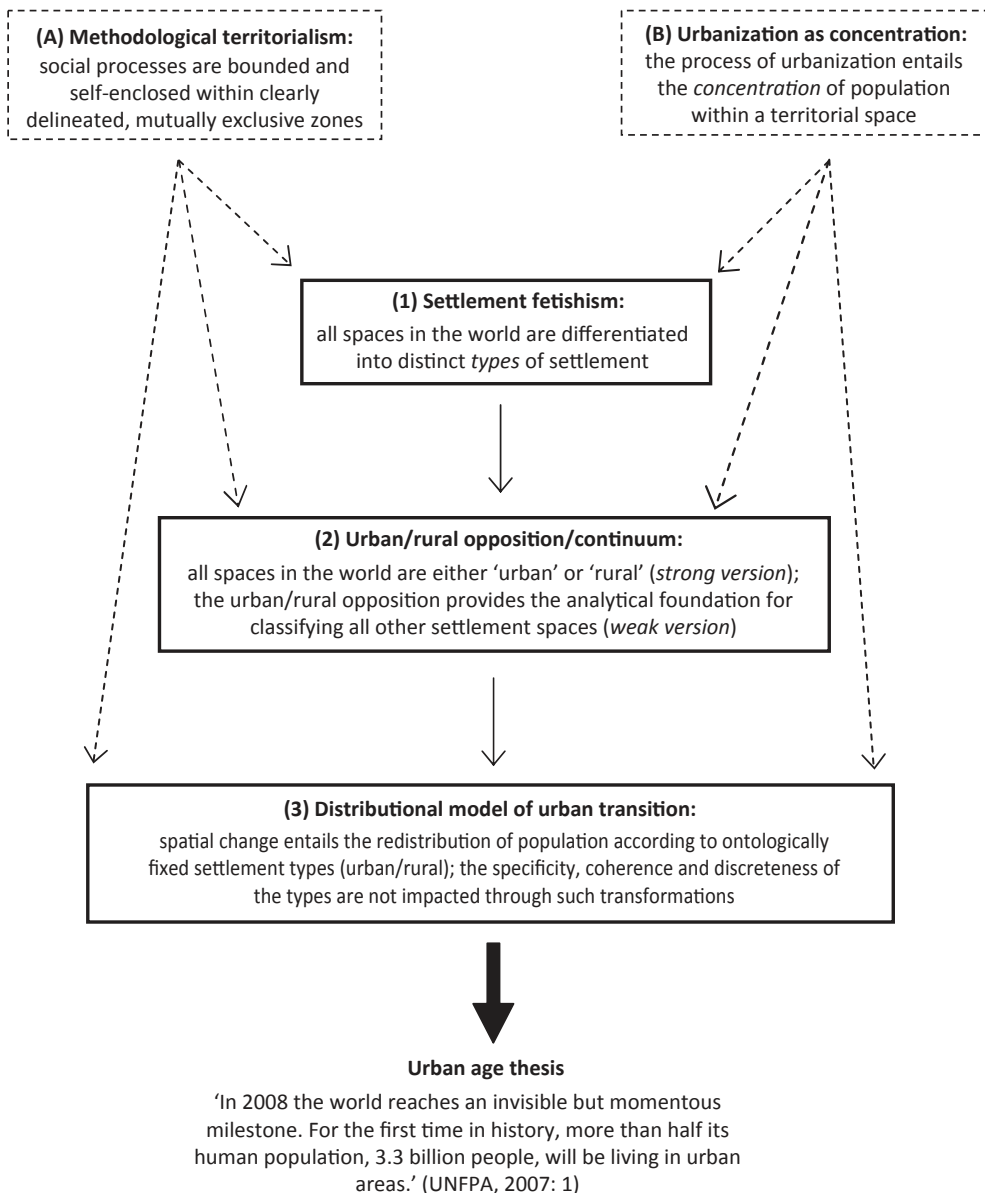 (A) Methodological territorialism:
social processes are bounded and
self-enclosed within clearly
delineated, mutually exclusive zones
(B) Urbanization as concentration:
the process of urbanization entails
the concentration of population
within a territorial space
(1) Settlement fetishism:
all spaces in the world are differentiated
into distinct types of settlement
(2) Urban/rural opposition/continuum:
all spaces in the world are either ‘urban’ or ‘rural’ (strong version);
the urban/rural opposition provides the analytical foundation for
classifying all other settlement spaces (weak version)
(3) Distributional model of urban transition:
spatial change entails the redistribution of population according to ontologically
fixed settlement types (urban/rural); the specificity, coherence and discreteness of
the types are not impacted through such transformations
Urban age thesis
‘In 2008 the world reaches an invisible but momentous
milestone. For the first time in history, more than half its
human population, 3.3 billion people, will be living in urban
areas.’ (UNFPA, 2007: 1)